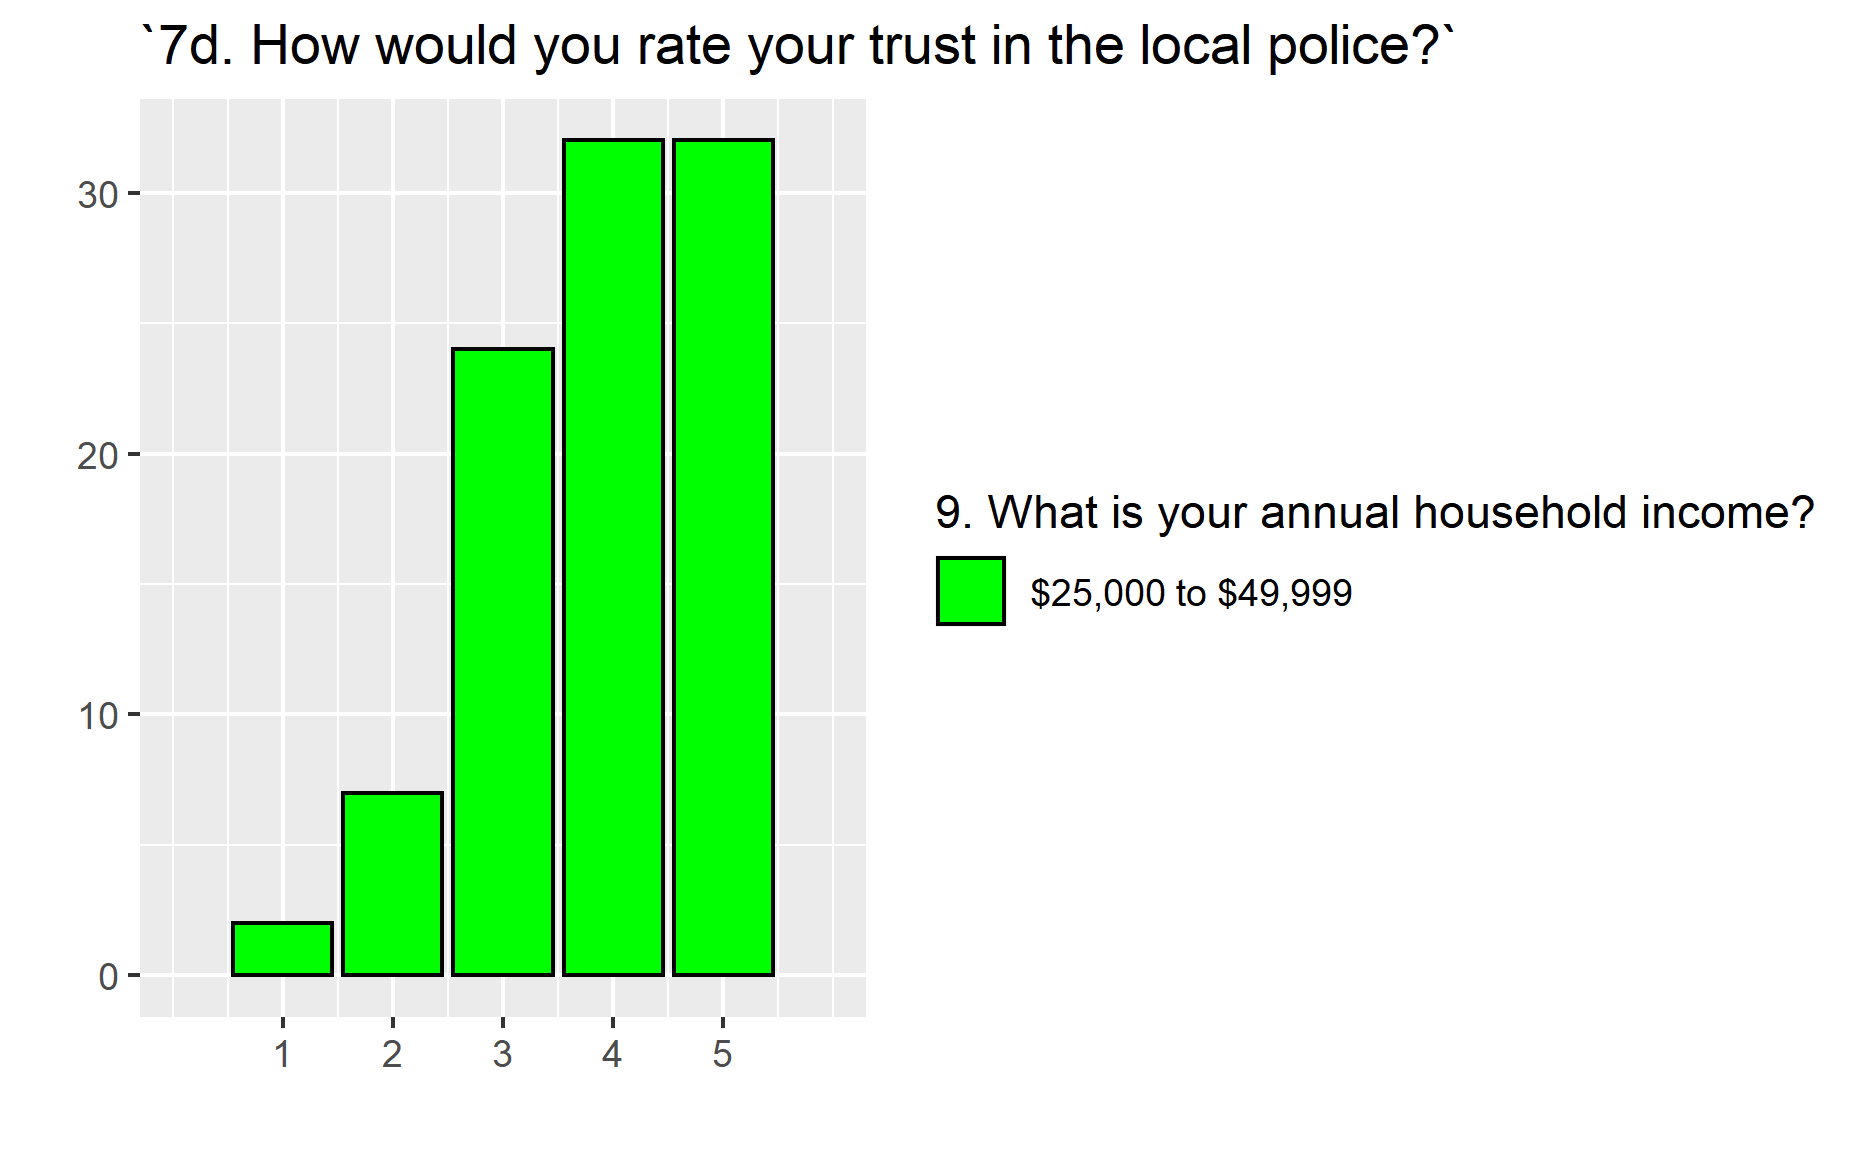 `7d. How would you rate your trust in the local police?`
30
20
10
0
1 2 3 4 5
9. What is your annual household income?
$25,000 to $49,999